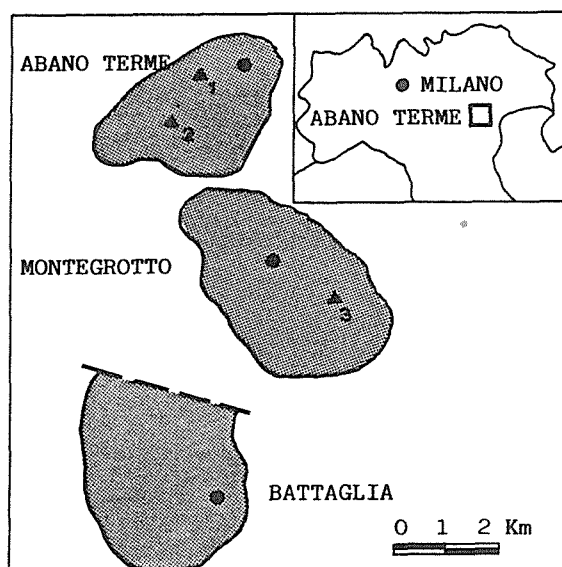 ABANO TERME
1
2
MILANO
ABANO TERME
MONTEGROTTO
3
BATTAGLIA
0 1 2 Km